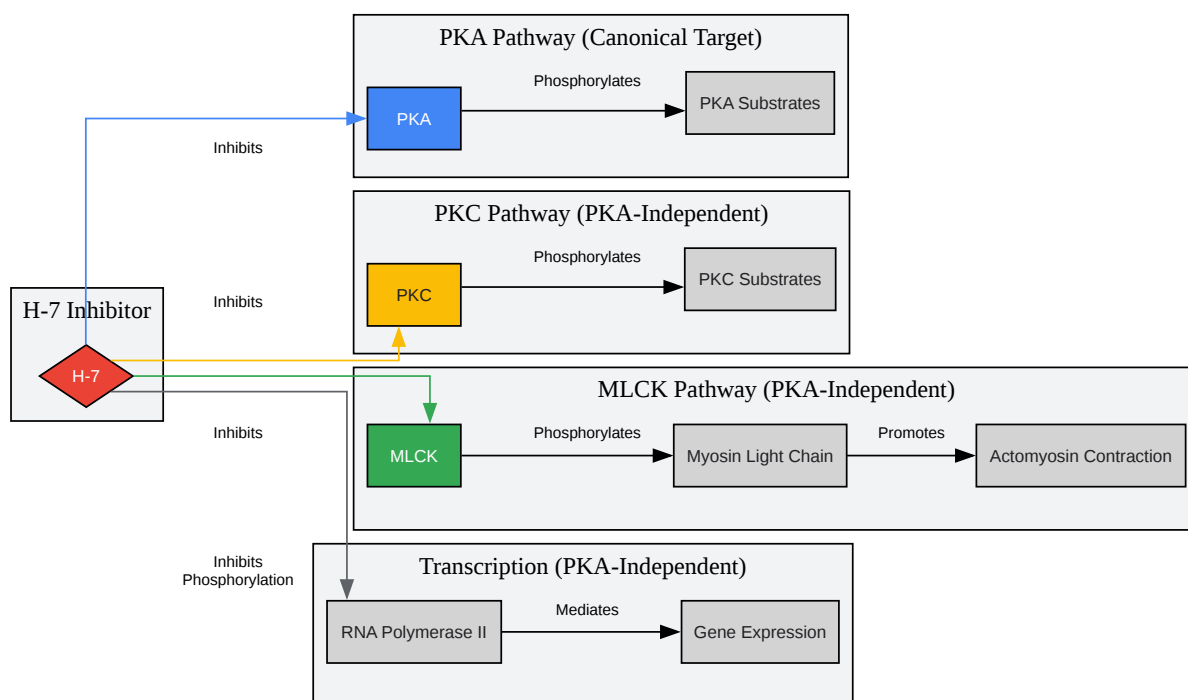 PKA Pathway (Canonical Target)
Phosphorylates
PKA
PKA Substrates
Inhibits
PKC Pathway (PKA-Independent)
Phosphorylates
PKC
PKC Substrates
Inhibits
H-7 Inhibitor
H-7
MLCK Pathway (PKA-Independent)
Inhibits
Phosphorylates
Promotes
MLCK
Myosin Light Chain
Actomyosin Contraction
Inhibits
Phosphorylation
Transcription (PKA-Independent)
Mediates
RNA Polymerase II
Gene Expression